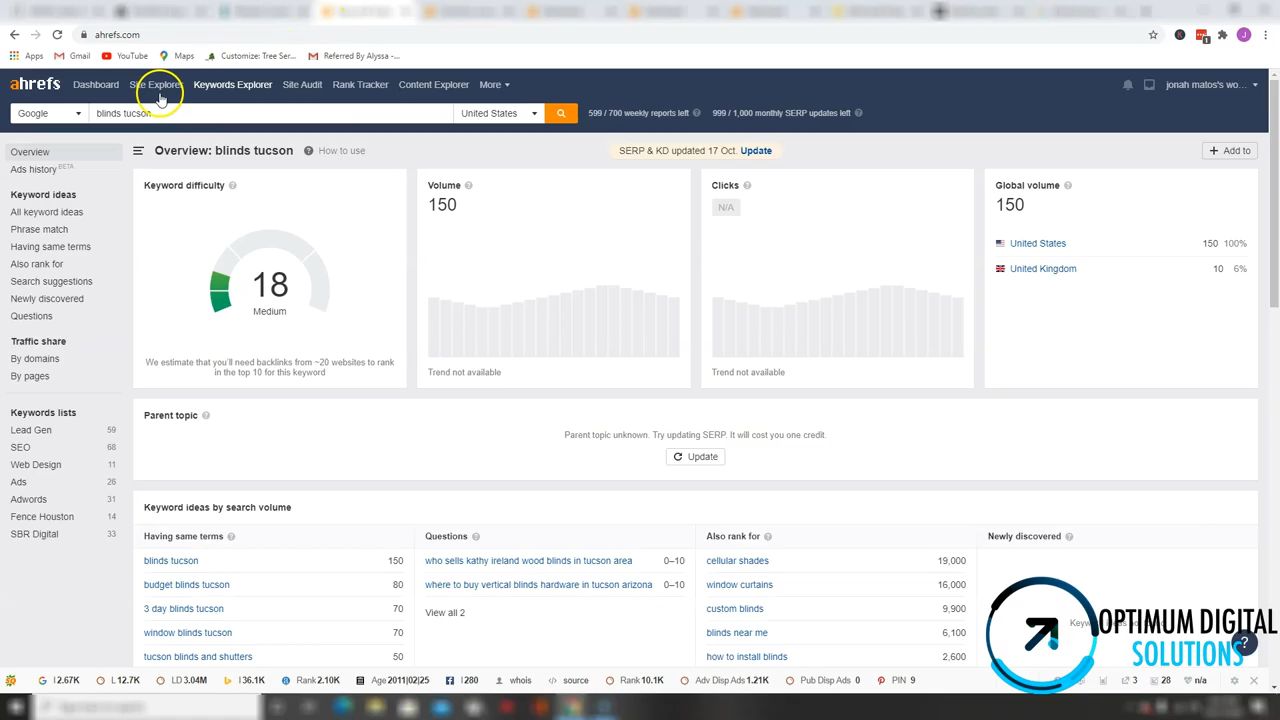 ahrefs.com
Apps Gmail YouTube Maps Customize: Tree Ser... Referred By Alyssa -...
ahrefs Dashboard Site Explorer Keywords Explorer Site Audit Rank Tracker Content Explorer More jonah matos's wo...
Google blinds tucson United States 599 / 700 weekly reports left 999 / 1,000 monthly SERP updates left
Overview
Ads history BETA
Keyword ideas
All keyword ideas
Phrase match
Having same terms
Also rank for
Search suggestions
Newly discovered
Questions
Traffic share
By domains
By pages
Keywords lists
Lead Gen 59
SEO 68
Web Design 11
Ads 26
Adwords 31
Fence Houston 14
SBR Digital 33
Overview: blinds tucson ? How to use SERP & KD updated 17 Oct. Update + Add to
Keyword difficulty ?
18
Medium
We estimate that you'll need backlinks from ~20 websites to rank
in the top 10 for this keyword
Volume ?
150
Trend not available
Clicks ?
N/A
Trend not available
Global volume ?
150
United States 150 100%
United Kingdom 10 6%
Parent topic ?
Parent topic unknown. Try updating SERP. It will cost you one credit.
Update
Keyword ideas by search volume
Having same terms ?
blinds tucson 150
budget blinds tucson 80
3 day blinds tucson 70
window blinds tucson 70
tucson blinds and shutters 50
Questions ?
who sells kathy ireland wood blinds in tucson area 0–10
where to buy vertical blinds hardware in tucson arizona 0–10
View all 2
Also rank for ?
cellular shades 19,000
window curtains 16,000
custom blinds 9,900
blinds near me 6,100
how to install blinds 2,600
Newly discovered ?
OPTIMUM DIGITAL
SOLUTIONS
?
I 2.67K L 12.7K LD 3.04M I 36.1K Rank 2.10K Age 2011|02|25 I 280 whois source Rank 10.1K Adv Disp Ads 1.21K Pub Disp Ads 0 PIN 9 3 28 n/a